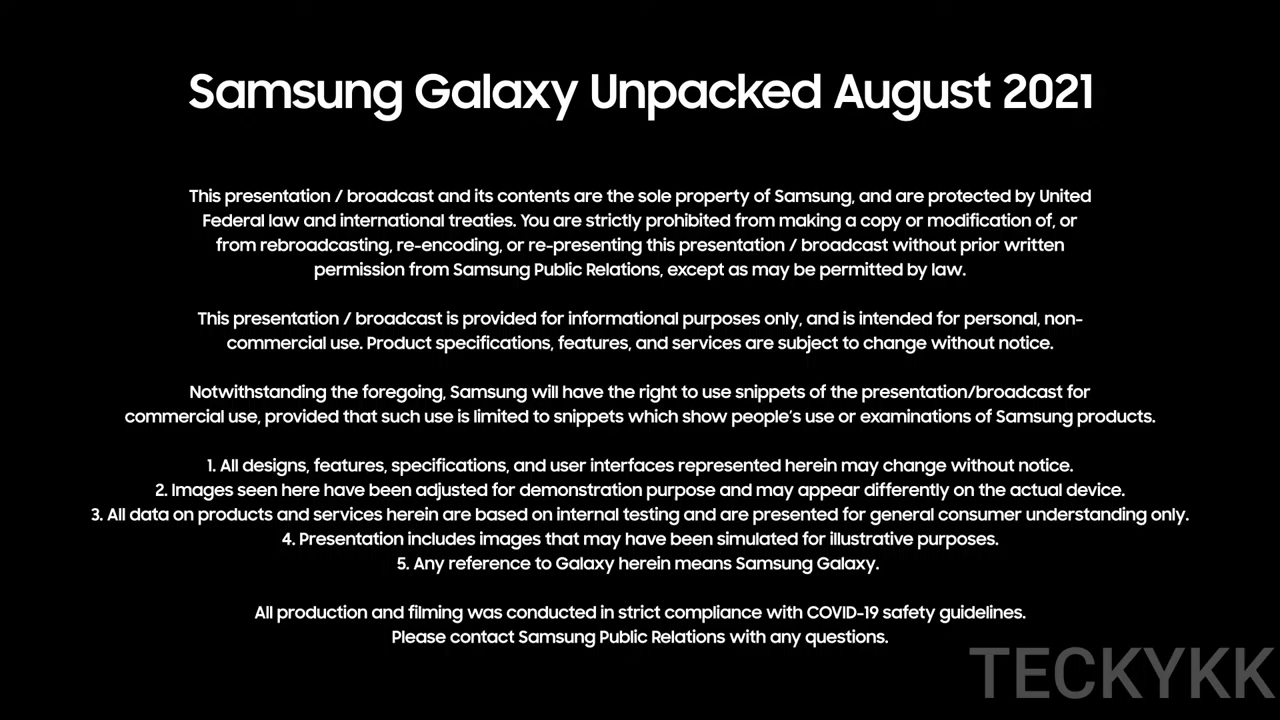 Samsung Galaxy Unpacked August 2021
This presentation / broadcast and its contents are the sole property of Samsung, and are protected by United
Federal law and international treaties. You are strictly prohibited from making a copy or modification of, or
from rebroadcasting, re-encoding, or re-presenting this presentation / broadcast without prior written
permission from Samsung Public Relations, except as may be permitted by law.
This presentation / broadcast is provided for informational purposes only, and is intended for personal, non-
commercial use. Product specifications, features, and services are subject to change without notice.
Notwithstanding the foregoing, Samsung will have the right to use snippets of the presentation/broadcast for
commercial use, provided that such use is limited to snippets which show people's use or examinations of Samsung products.
1. All designs, features, specifications, and user interfaces represented herein may change without notice.
2. Images seen here have been adjusted for demonstration purpose and may appear differently on the actual device.
3. All data on products and services herein are based on internal testing and are presented for general consumer understanding only.
4. Presentation includes images that may have been simulated for illustrative purposes.
5. Any reference to Galaxy herein means Samsung Galaxy.
All production and filming was conducted in strict compliance with COVID-19 safety guidelines.
Please contact Samsung Public Relations with any questions.
TECKYKK